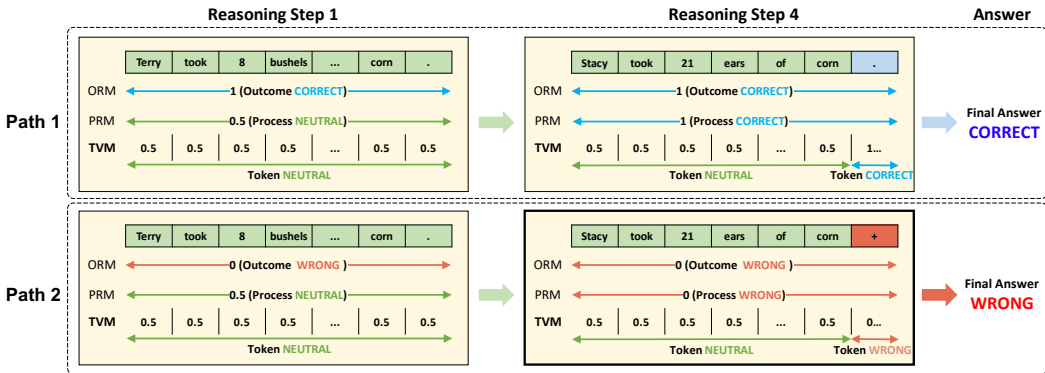 Reasoning Step 1 Reasoning Step 4 Answer
Path 1
Terry took 8 bushels ... corn .
ORM 1 (Outcome CORRECT)
PRM 0.5 (Process NEUTRAL)
TVM 0.5 0.5 0.5 0.5 ... 0.5 0.5
Token NEUTRAL
Stacy took 21 ears of corn .
ORM 1 (Outcome CORRECT)
PRM 1 (Process CORRECT)
TVM 0.5 0.5 0.5 0.5 ... 0.5 1...
Token NEUTRAL Token CORRECT
Final Answer
CORRECT
Path 2
Terry took 8 bushels ... corn .
ORM 0 (Outcome WRONG )
PRM 0.5 (Process NEUTRAL)
TVM 0.5 0.5 0.5 0.5 ... 0.5 0.5
Token NEUTRAL
Stacy took 21 ears of corn +
ORM 0 (Outcome WRONG )
PRM 0 (Process WRONG)
TVM 0.5 0.5 0.5 0.5 ... 0.5 0...
Token NEUTRAL Token WRONG
Final Answer
WRONG